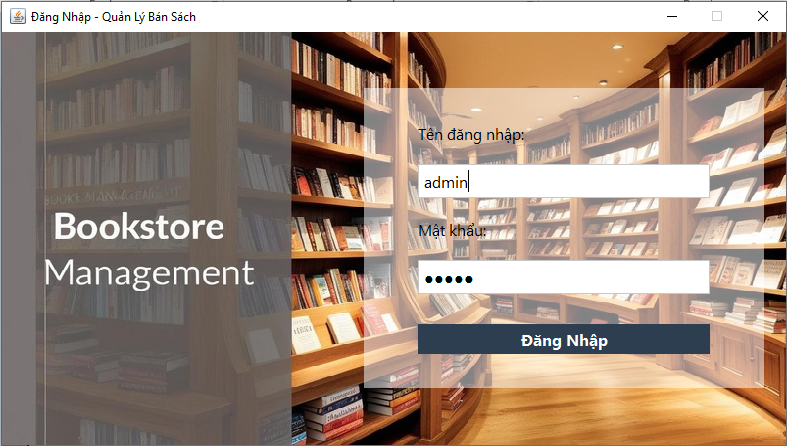 Đăng Nhập - Quản Lý Bán Sách
Bookstore
Management
Tên đăng nhập:
admin
Mật khẩu:
●●●●●
Đăng Nhập